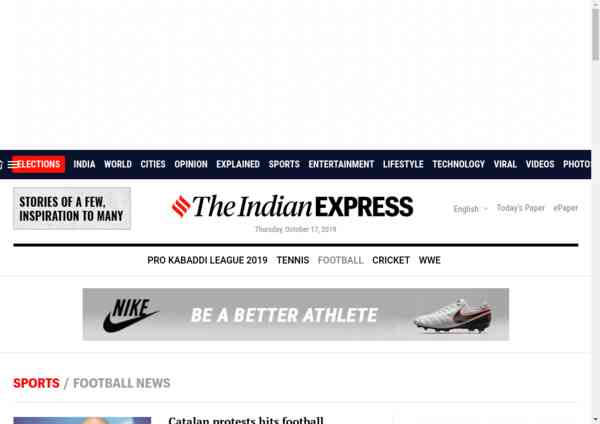 ELECTIONS INDIA WORLD CITIES OPINION EXPLAINED SPORTS ENTERTAINMENT LIFESTYLE TECHNOLOGY VIRAL VIDEOS PHOTOS
STORIES OF A FEW,
INSPIRATION TO MANY
The Indian EXPRESS
English Today's Paper ePaper
Thursday, October 17, 2019
PRO KABADDI LEAGUE 2019 TENNIS FOOTBALL CRICKET WWE
NIKE BE A BETTER ATHLETE
SPORTS / FOOTBALL NEWS
Catalan protests hits football